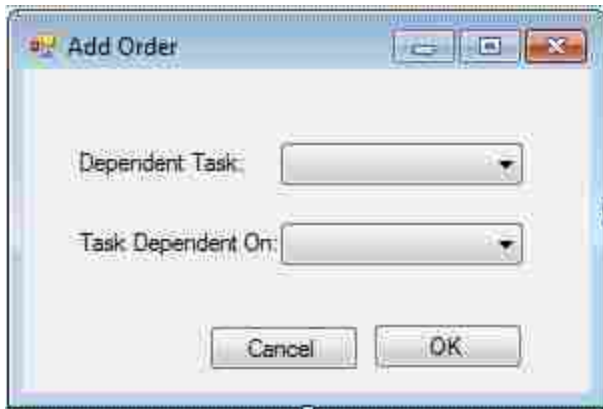 Add Order
Dependent Task:
Task Dependent On:
Cancel OK